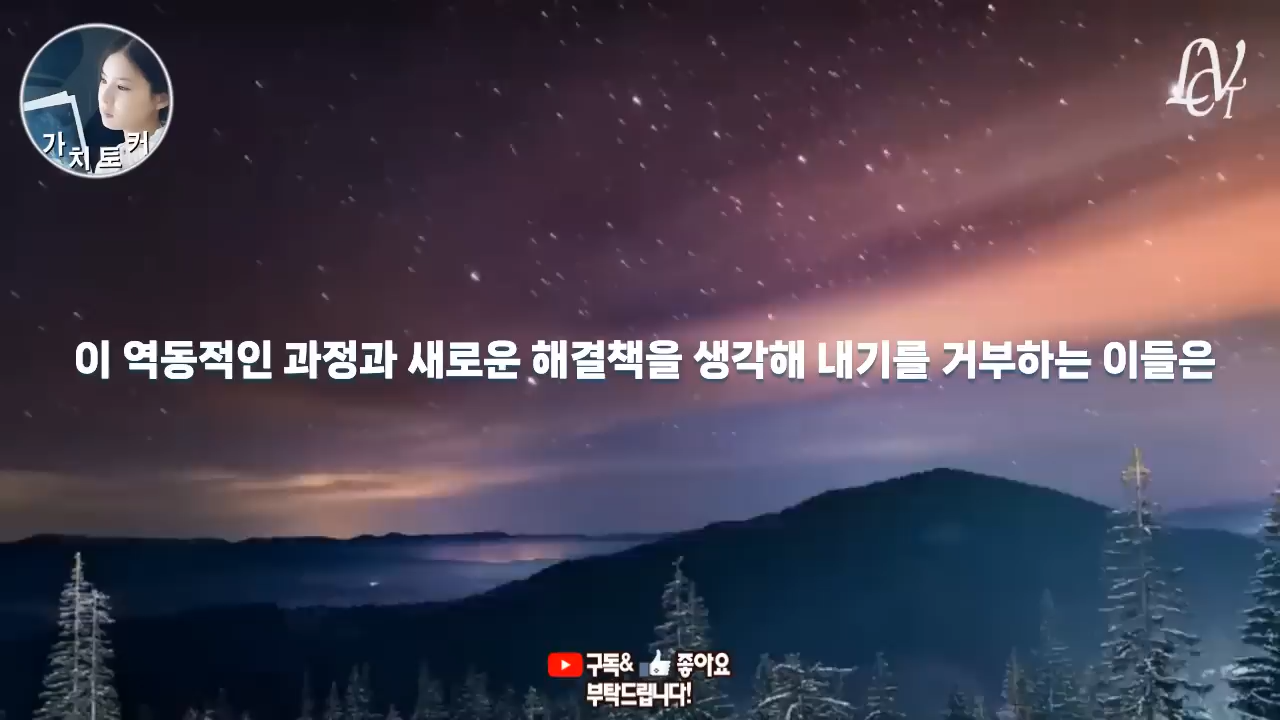 가치토커
이 역동적인 과정과 새로운 해결책을 생각해 내기를 거부하는 이들은
구독& 좋아요
부탁드립니다!